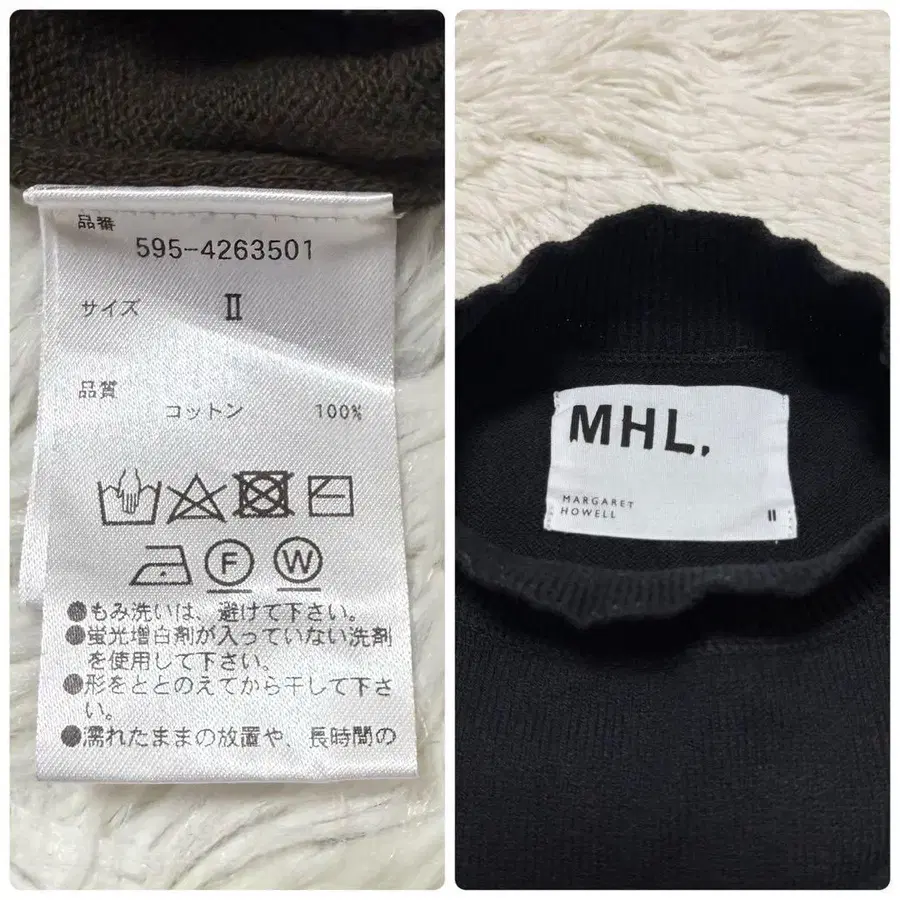 品番
595-4263501
サイズ Ⅱ
品質
コットン 100%
F W
●もみ洗いは、避けて下さい。
●蛍光増白剤が入っていない洗剤
を使用して下さい。
●形をととのえてから干して下さ
い。
●濡れたままの放置や、長時間の
MHL.
MARGARET
HOWELL
II